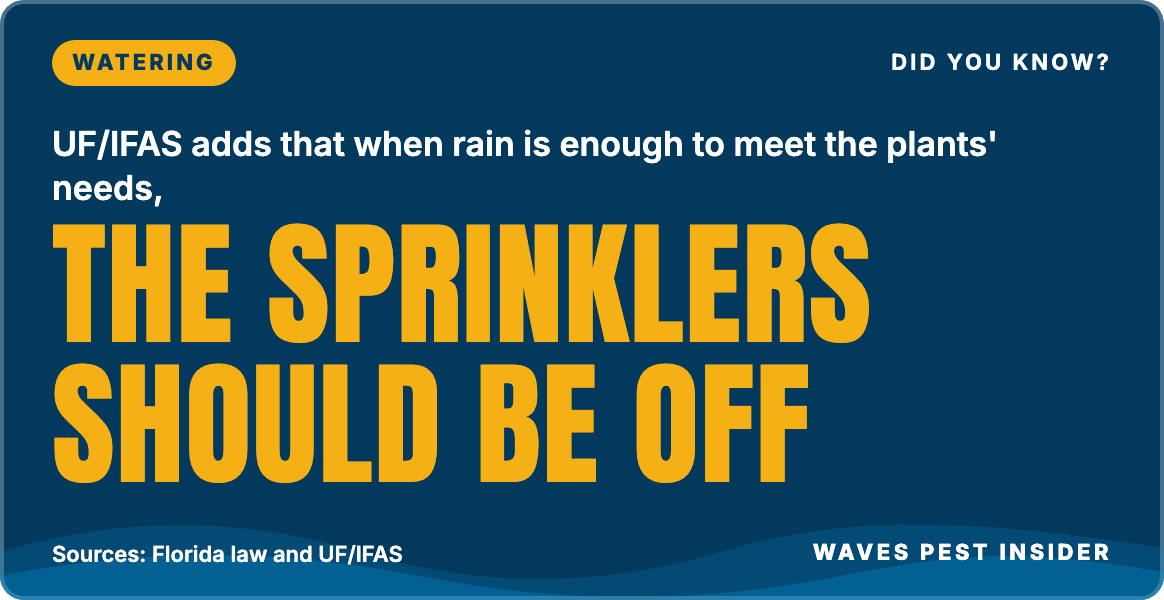 WATERING
DID YOU KNOW?
UF/IFAS adds that when rain is enough to meet the plants'
needs,
THE SPRINKLERS
SHOULD BE OFF
Sources: Florida law and UF/IFAS
WAVES PEST INSIDER